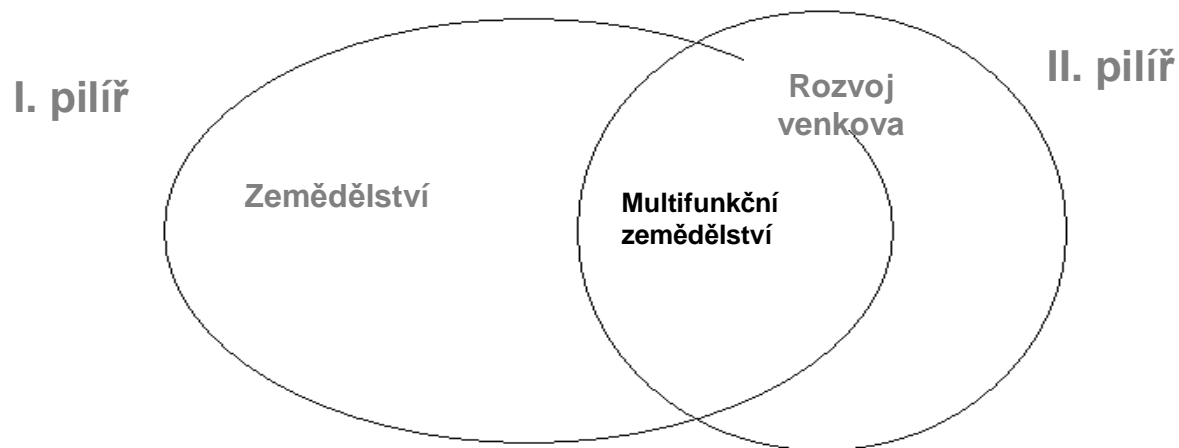 I. pilíř
II. pilíř
Rozvoj
venkova
Zemědělství
Multifunkční
zemědělství